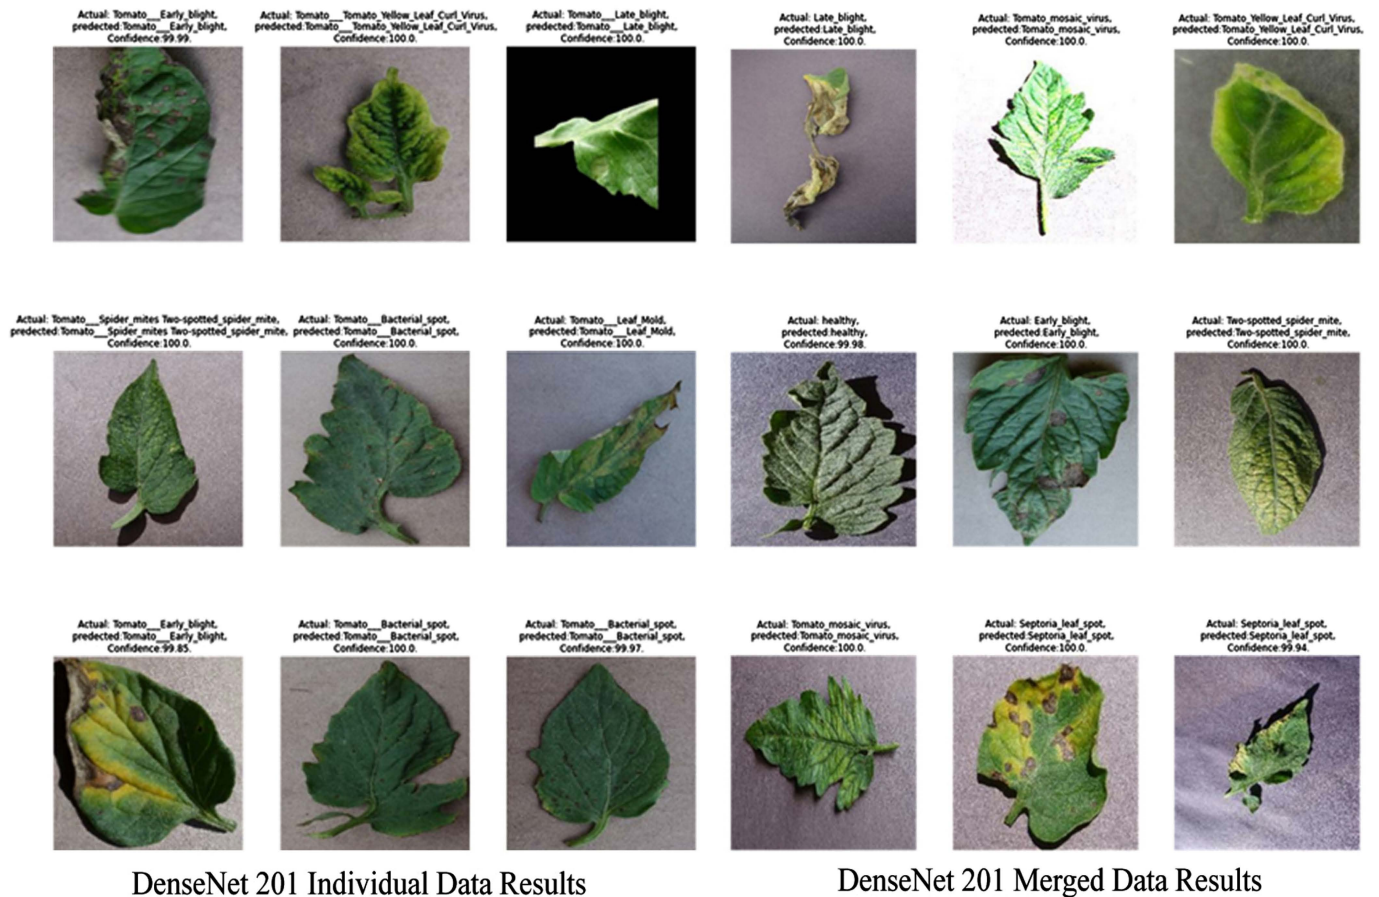 Actual: Tomato___Early_blight,
predected:Tomato___Early_blight,
Confidence:99.99.
Actual: Tomato___Tomato_Yellow_Leaf_Curl_Virus,
predected:Tomato___Tomato_Yellow_Leaf_Curl_Virus,
Confidence:100.0.
Actual: Tomato___Late_blight,
predected:Tomato___Late_blight,
Confidence:100.0.
Actual: Late_blight,
predected:Late_blight,
Confidence:100.0.
Actual: Tomato_mosaic_virus,
predected:Tomato_mosaic_virus,
Confidence:100.0.
Actual: Tomato_Yellow_Leaf_Curl_Virus,
predected:Tomato_Yellow_Leaf_Curl_Virus,
Confidence:100.0.
Actual: Tomato___Spider_mites Two-spotted_spider_mite,
predected:Tomato___Spider_mites Two-spotted_spider_mite,
Confidence:100.0.
Actual: Tomato___Bacterial_spot,
predected:Tomato___Bacterial_spot,
Confidence:100.0.
Actual: Tomato___Leaf_Mold,
predected:Tomato___Leaf_Mold,
Confidence:100.0.
Actual: healthy,
predected:healthy,
Confidence:99.98.
Actual: Early_blight,
predected:Early_blight,
Confidence:100.0.
Actual: Two-spotted_spider_mite,
predected:Two-spotted_spider_mite,
Confidence:100.0.
Actual: Tomato___Early_blight,
predected:Tomato___Early_blight,
Confidence:99.85.
Actual: Tomato___Bacterial_spot,
predected:Tomato___Bacterial_spot,
Confidence:100.0.
Actual: Tomato___Bacterial_spot,
predected:Tomato___Bacterial_spot,
Confidence:99.97.
Actual: Tomato_mosaic_virus,
predected:Tomato_mosaic_virus,
Confidence:100.0.
Actual: Septoria_leaf_spot,
predected:Septoria_leaf_spot,
Confidence:100.0.
Actual: Septoria_leaf_spot,
predected:Septoria_leaf_spot,
Confidence:99.94.
DenseNet 201 Individual Data Results
DenseNet 201 Merged Data Results